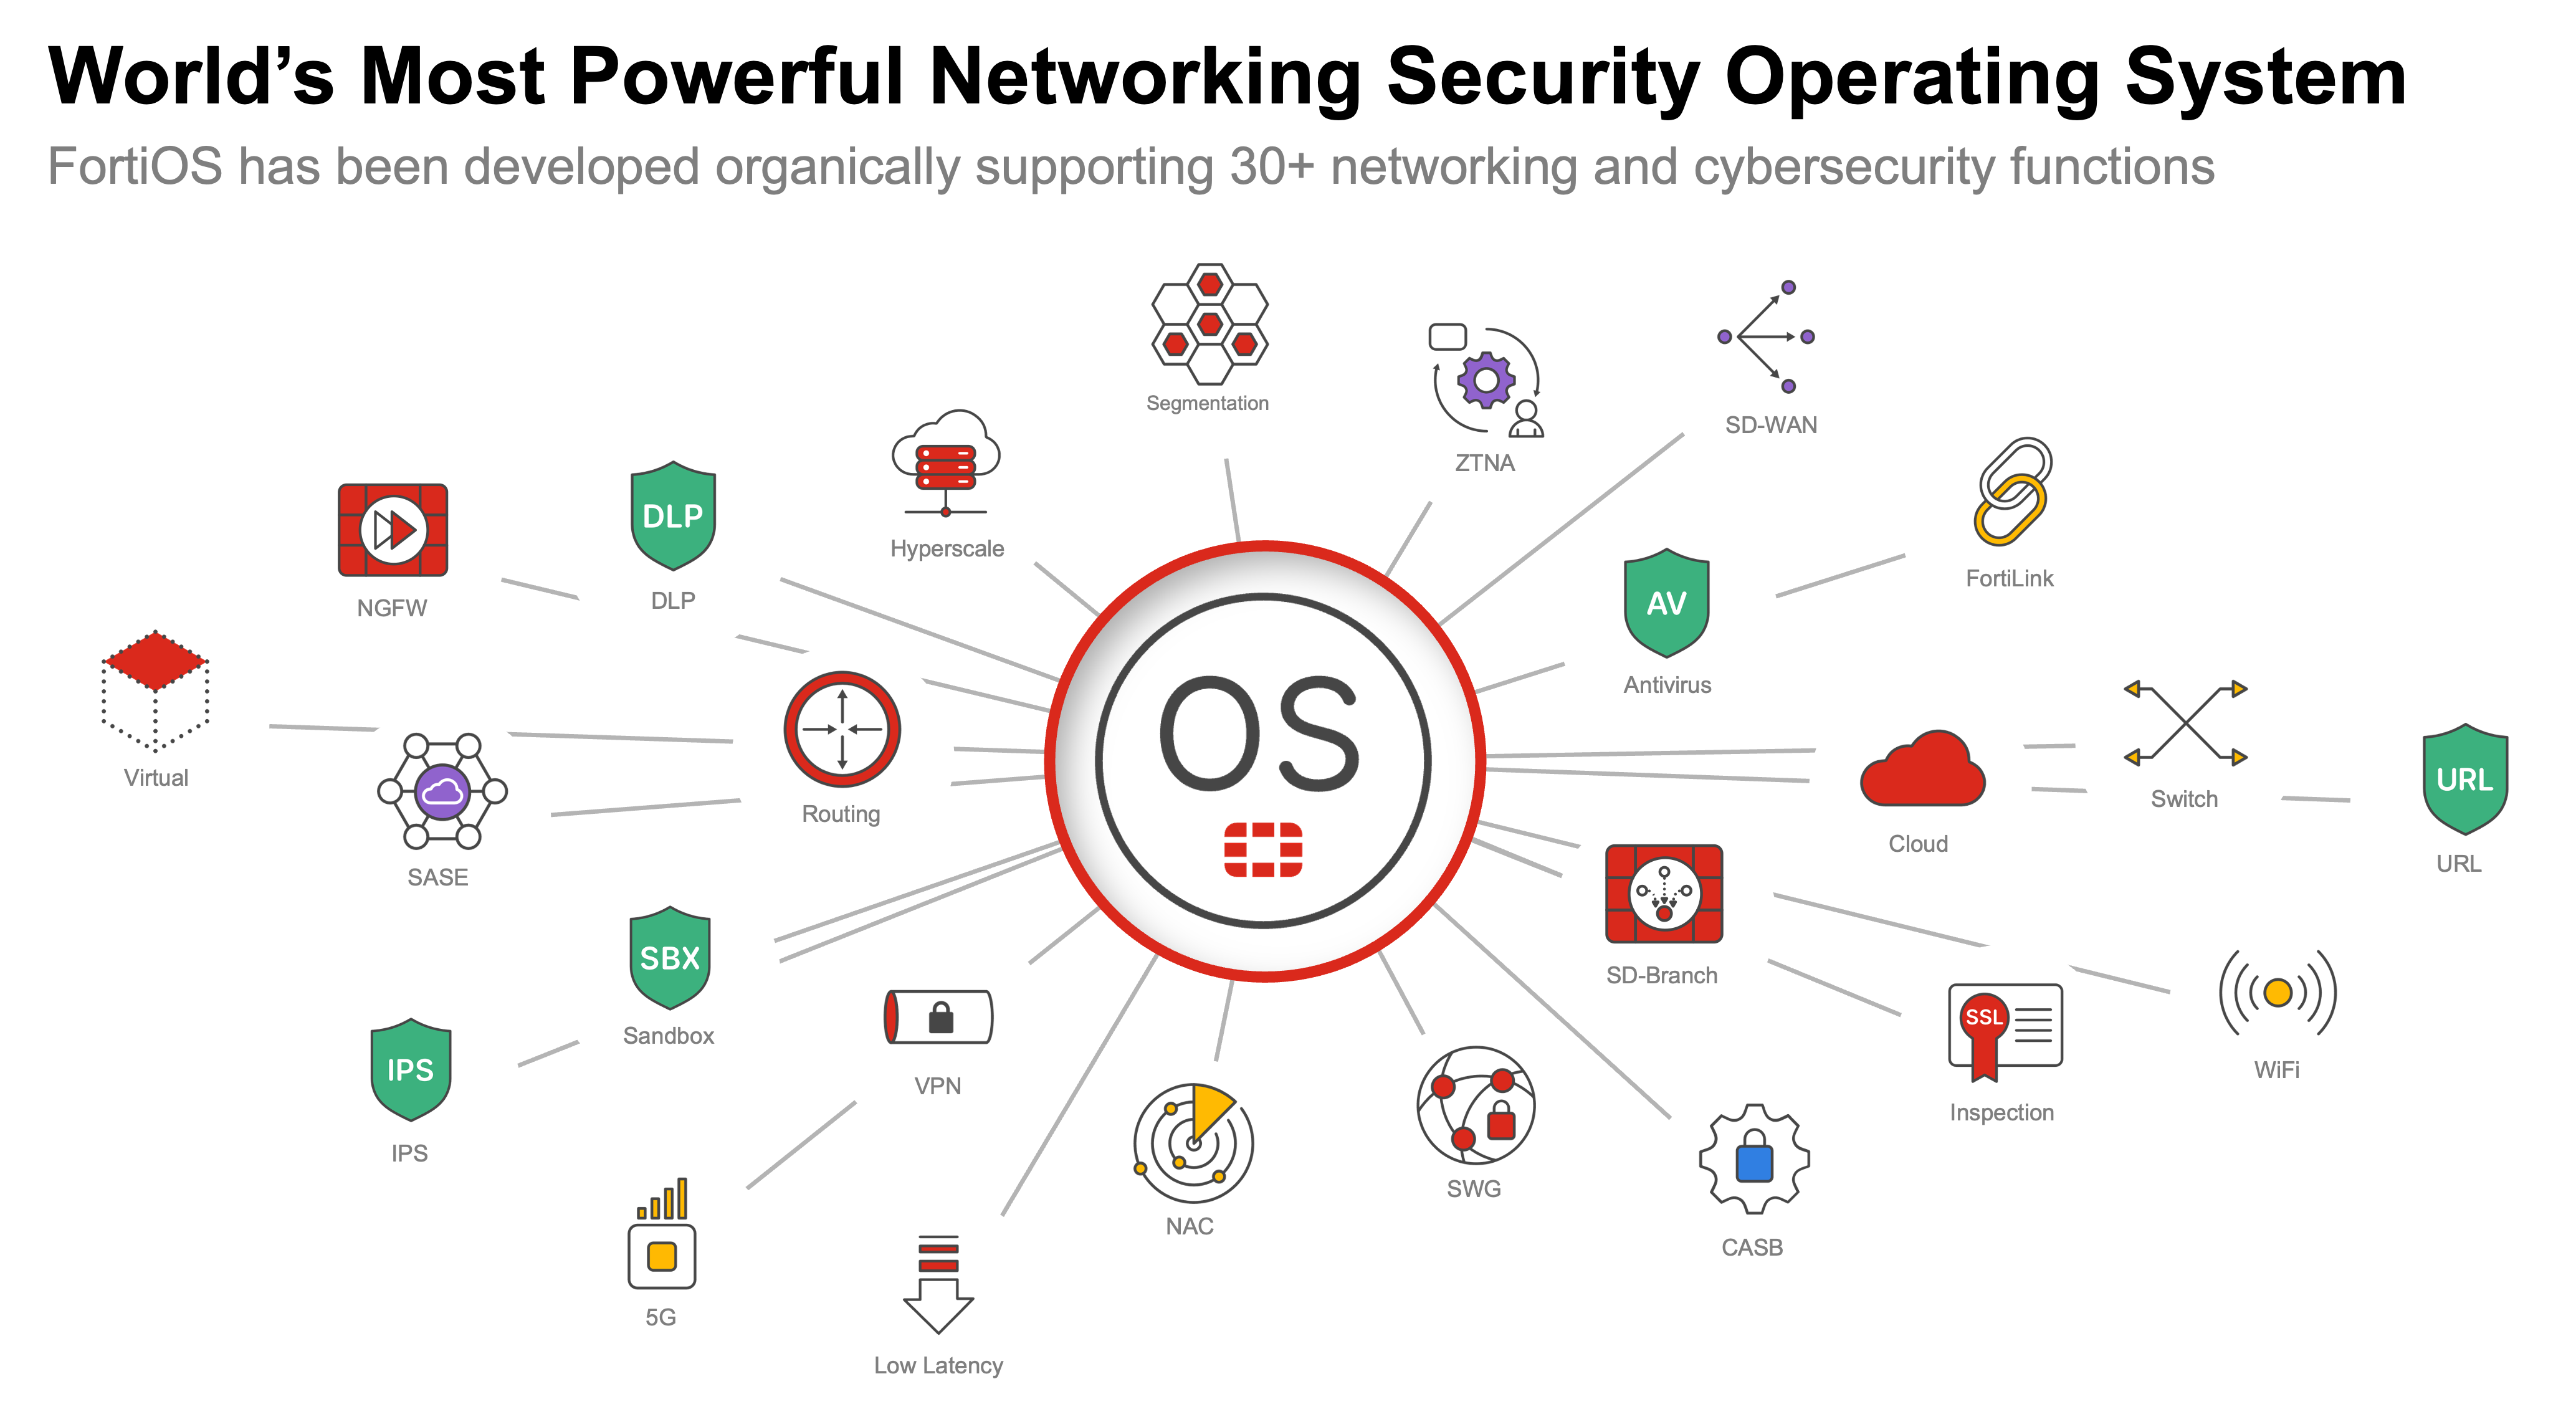 World’s Most Powerful Networking Security Operating System
FortiOS has been developed organically supporting 30+ networking and cybersecurity functions
Segmentation
ZTNA
SD-WAN
Hyperscale
FortiLink
DLP
DLP
NGFW
AV
Antivirus
Virtual
OS
Routing
SASE
Cloud
Switch
URL
URL
SBX
Sandbox
SD-Branch
SSL
Inspection
WiFi
IPS
IPS
VPN
5G
Low Latency
NAC
SWG
CASB